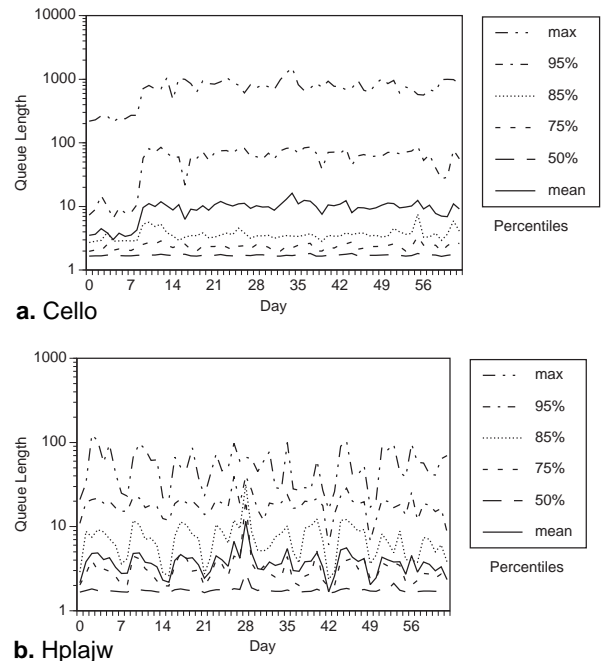 10000
1000
100
10
1
Queue Length
0 7 14 21 28 35 42 49 56
Day
max
95%
85%
75%
50%
mean
Percentiles
a. Cello
1000
100
10
1
Queue Length
0 7 14 21 28 35 42 49 56
Day
max
95%
85%
75%
50%
mean
Percentiles
b. Hplajw